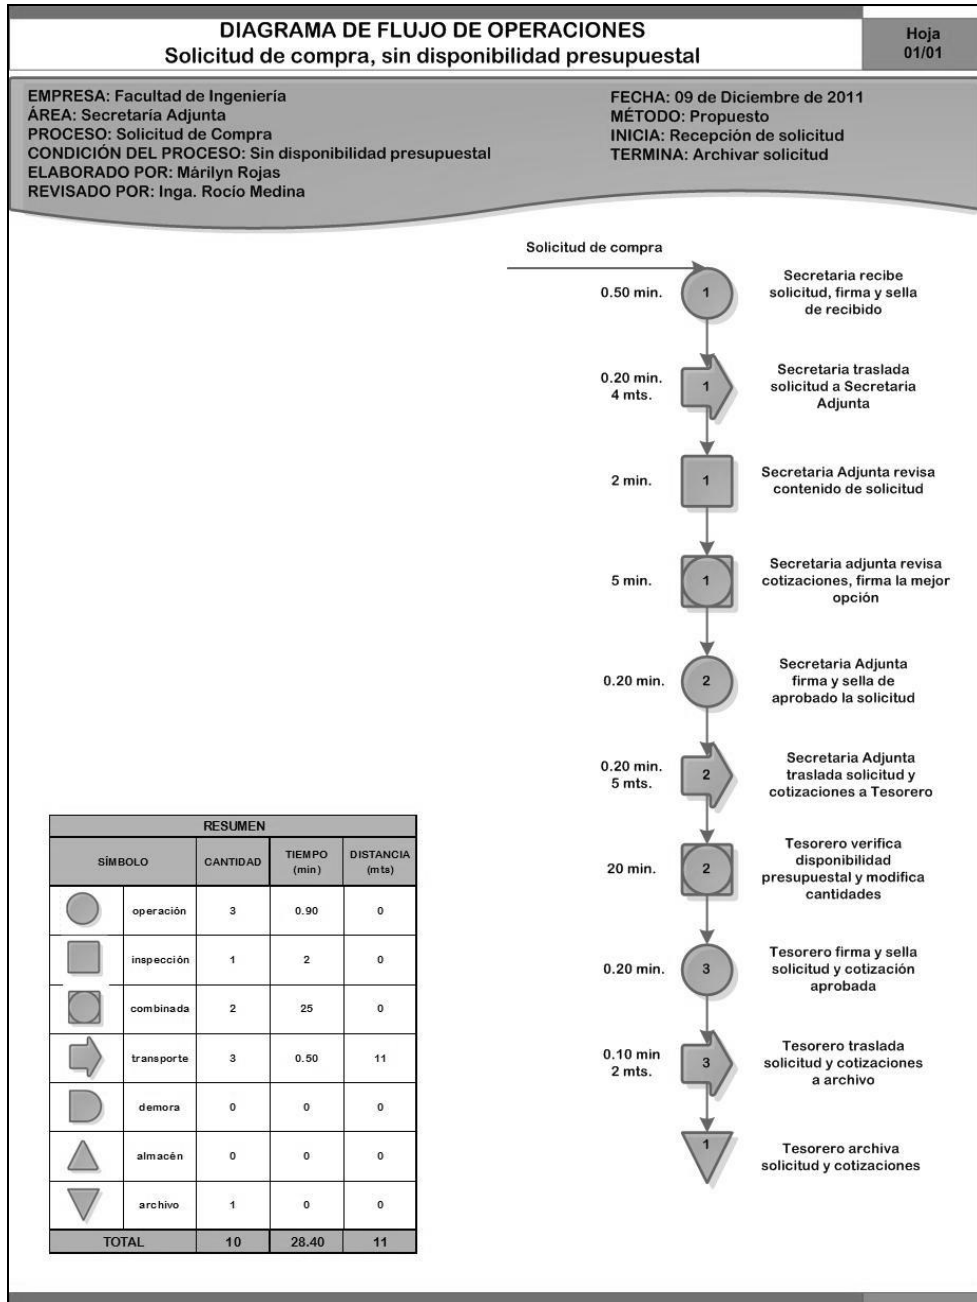 DIAGRAMA DE FLUJO DE OPERACIONES
Solicitud de compra, sin disponibilidad presupuestal
Hoja
01/01
EMPRESA: Facultad de Ingeniería
ÁREA: Secretaría Adjunta
PROCESO: Solicitud de Compra
CONDICIÓN DEL PROCESO: Sin disponibilidad presupuestal
ELABORADO POR: Márilyn Rojas
REVISADO POR: Inga. Rocío Medina
FECHA: 09 de Diciembre de 2011
MÉTODO: Propuesto
INICIA: Recepción de solicitud
TERMINA: Archivar solicitud
Solicitud de compra
0.50 min.
1
Secretaria recibe
solicitud, firma y sella
de recibido
0.20 min.
4 mts.
1
Secretaria traslada
solicitud a Secretaria
Adjunta
2 min.
1
Secretaria Adjunta revisa
contenido de solicitud
5 min.
1
Secretaria adjunta revisa
cotizaciones, firma la mejor
opción
0.20 min.
2
Secretaria Adjunta
firma y sella de
aprobado la solicitud
0.20 min.
5 mts.
2
Secretaria Adjunta
traslada solicitud y
cotizaciones a Tesorero
20 min.
2
Tesorero verifica
disponibilidad
presupuestal y modifica
cantidades
0.20 min.
3
Tesorero firma y sella
solicitud y cotización
aprobada
0.10 min
2 mts.
3
Tesorero traslada
solicitud y cotizaciones
a archivo
1
Tesorero archiva
solicitud y cotizaciones
RESUMEN
SÍMBOLO CANTIDAD TIEMPO (min) DISTANCIA (mts)
operación 3 0.90 0
inspección 1 2 0
combinada 2 25 0
transporte 3 0.50 11
demora 0 0 0
almacén 0 0 0
archivo 1 0 0
TOTAL 10 28.40 11